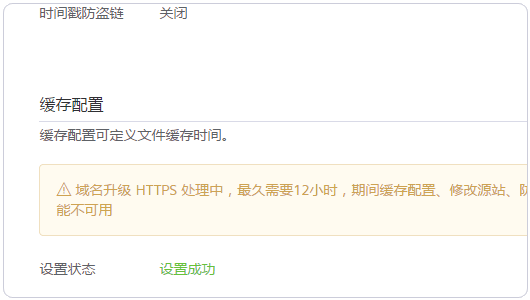 时间戳防盗链 关闭
缓存配置
缓存配置可定义文件缓存时间。
域名升级 HTTPS 处理中，最久需要12小时，期间缓存配置、修改源站、防
能不可用
设置状态 设置成功